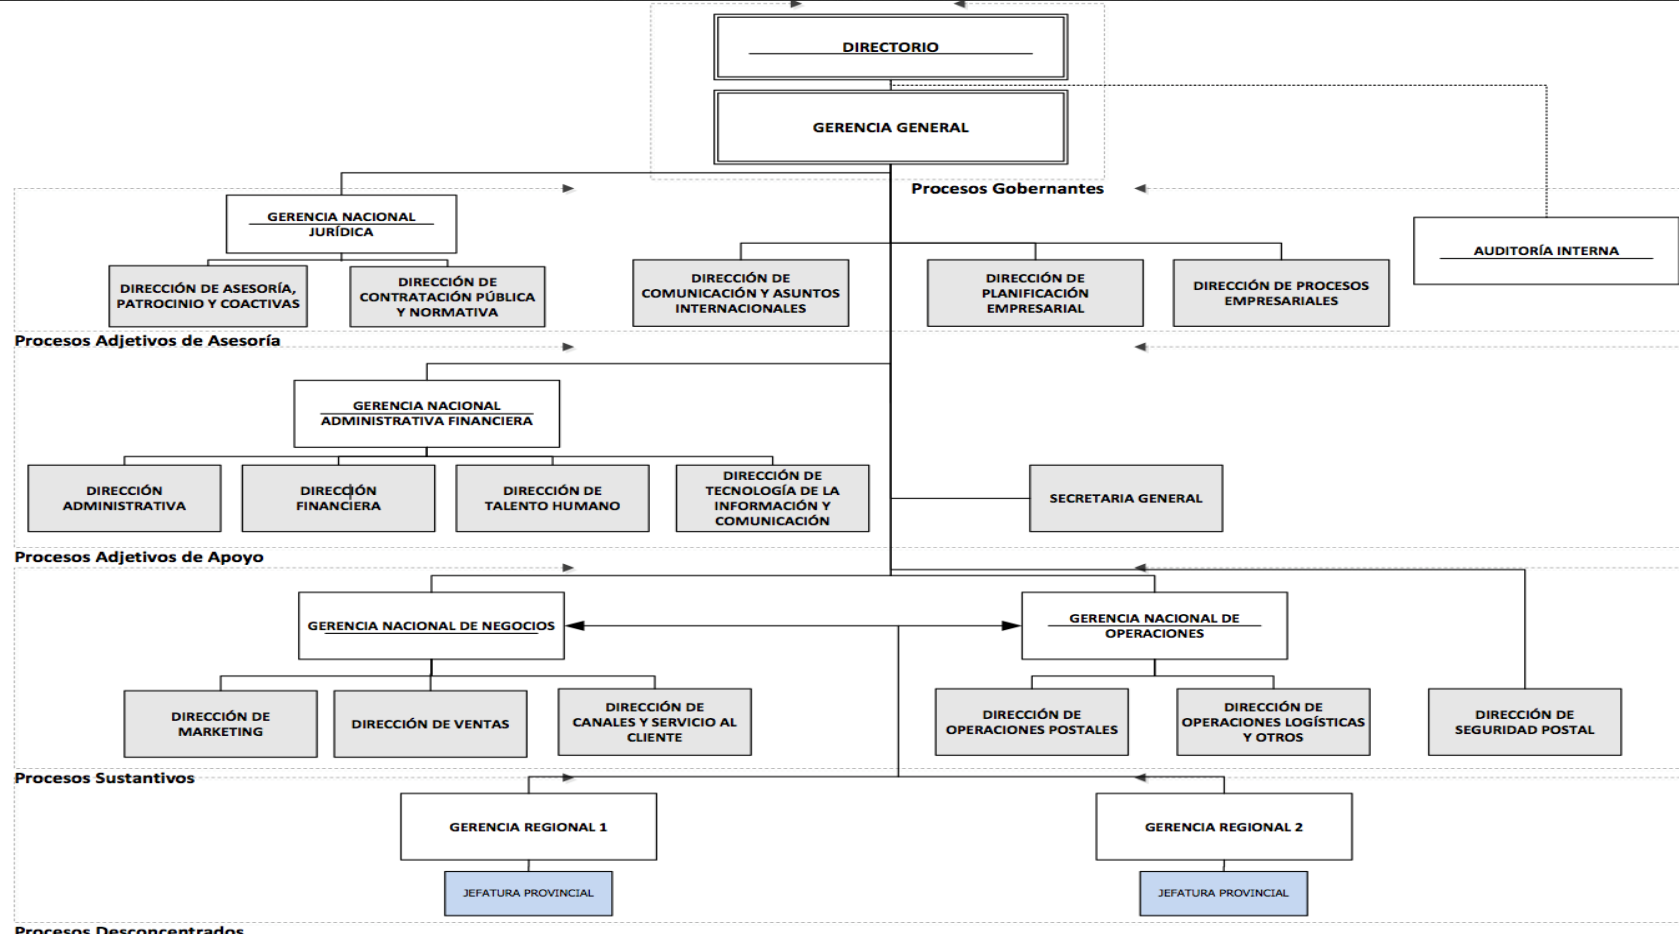 DIRECTORIO
GERENCIA GENERAL
Procesos Gobernantes
GERENCIA NACIONAL
JURÍDICA
AUDITORÍA INTERNA
DIRECCIÓN DE ASESORÍA,
PATROCINIO Y COACTIVAS
DIRECCIÓN DE
CONTRATACIÓN PÚBLICA
Y NORMATIVA
DIRECCIÓN DE
COMUNICACIÓN Y ASUNTOS
INTERNACIONALES
DIRECCIÓN DE
PLANIFICACIÓN
EMPRESARIAL
DIRECCIÓN DE PROCESOS
EMPRESARIALES
Procesos Adjetivos de Asesoría
GERENCIA NACIONAL
ADMINISTRATIVA FINANCIERA
DIRECCIÓN
ADMINISTRATIVA
DIRECCIÓN
FINANCIERA
DIRECCIÓN DE
TALENTO HUMANO
DIRECCIÓN DE
TECNOLOGÍA DE LA
INFORMACIÓN Y
COMUNICACIÓN
SECRETARIA GENERAL
Procesos Adjetivos de Apoyo
GERENCIA NACIONAL DE NEGOCIOS
GERENCIA NACIONAL DE
OPERACIONES
DIRECCIÓN DE
MARKETING
DIRECCIÓN DE VENTAS
DIRECCIÓN DE
CANALES Y SERVICIO AL
CLIENTE
DIRECCIÓN DE
OPERACIONES POSTALES
DIRECCIÓN DE
OPERACIONES LOGÍSTICAS
Y OTROS
DIRECCIÓN DE
SEGURIDAD POSTAL
Procesos Sustantivos
GERENCIA REGIONAL 1
GERENCIA REGIONAL 2
JEFATURA PROVINCIAL
JEFATURA PROVINCIAL
Procesos Desconcentrados